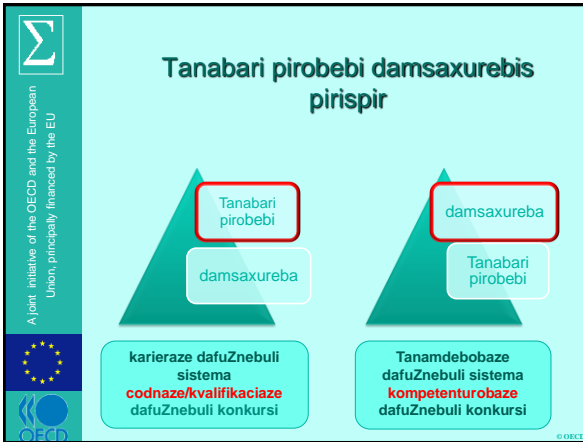 Σ
A joint initiative of the OECD and the European
Union, principally financed by the EU
OECD
Tanabari pirobebi damsaxurebis
pirispir
Tanabari
pirobebi
damsaxureba
damsaxureba
Tanabari
pirobebi
karieraze dafuZnebuli
sistema
codnaze/kvalifikaciaze
dafuZnebuli konkursi
Tanamdebobaze
dafuZnebuli sistema
kompetenturobaze
dafuZnebuli konkursi
© OECD